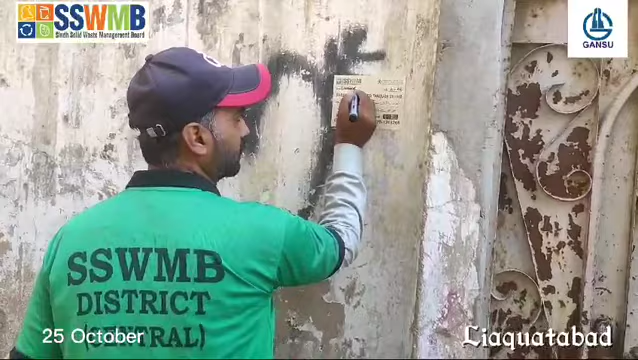 SSWMB
Sindh Solid Waste Management Board
GANSU
SSWMB
DISTRICT
(CENTRAL)
25 October
Liaquatabad